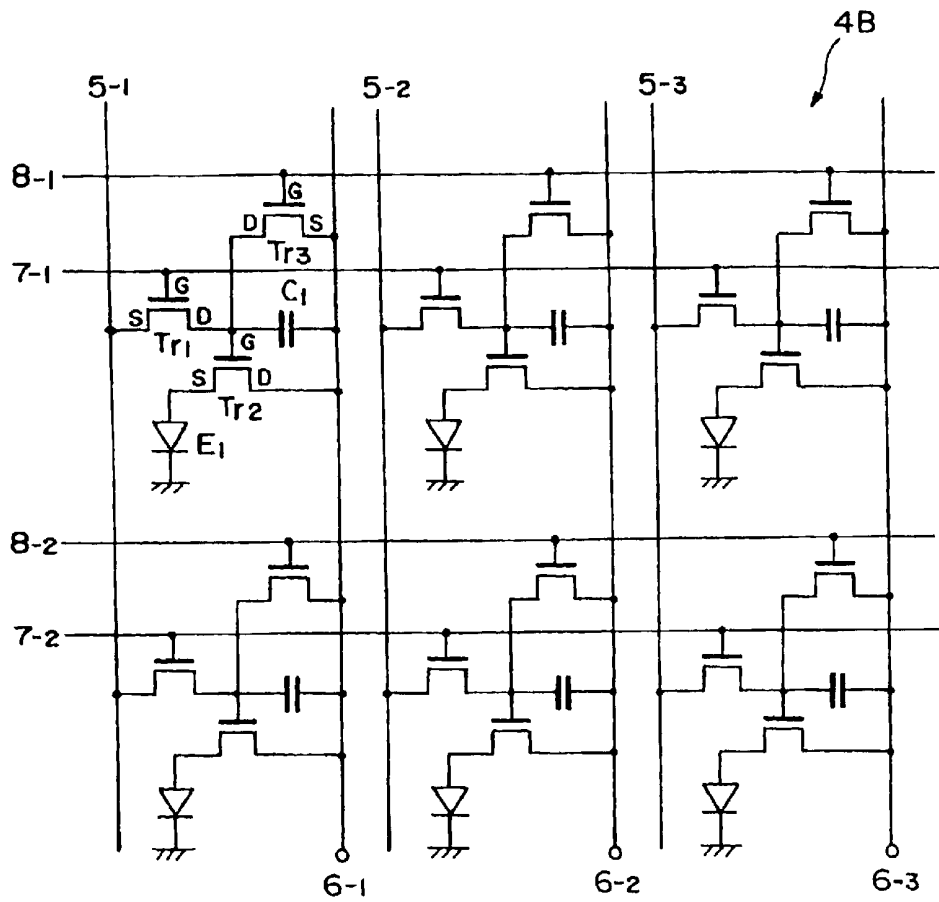 4B
5-1 5-2 5-3
8-1
G
D S
Tr3
7-1
G C1
S D
Tr1 G
S D
Tr2
E1
8-2
7-2
6-1 6-2 6-3